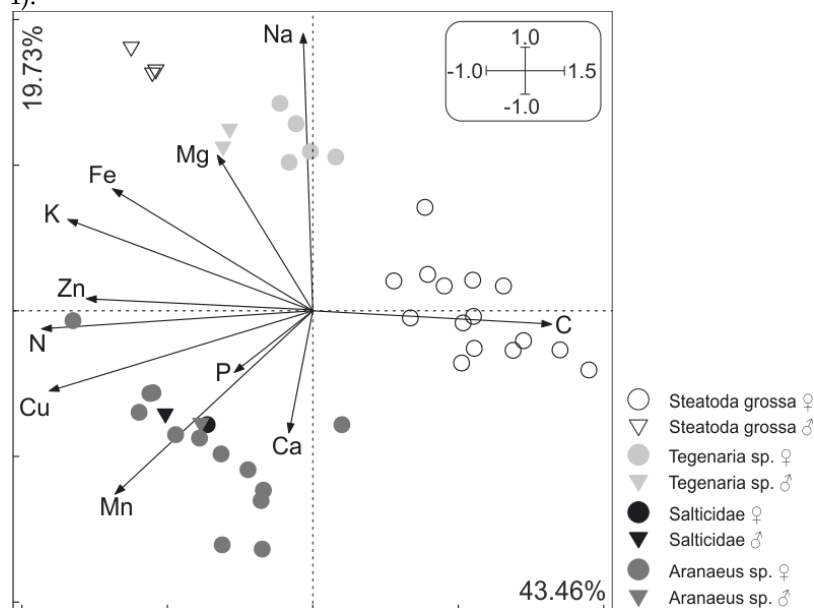 1).
Na
1.0
-1.0 1.5
-1.0
19.73%
Mg
Fe
K
Zn
N
C
P
Cu
Ca
Mn
43.46%
Steatoda grossa ♀
Steatoda grossa ♂
Tegenaria sp. ♀
Tegenaria sp. ♂
Salticidae ♀
Salticidae ♂
Aranaeus sp. ♀
Aranaeus sp. ♂